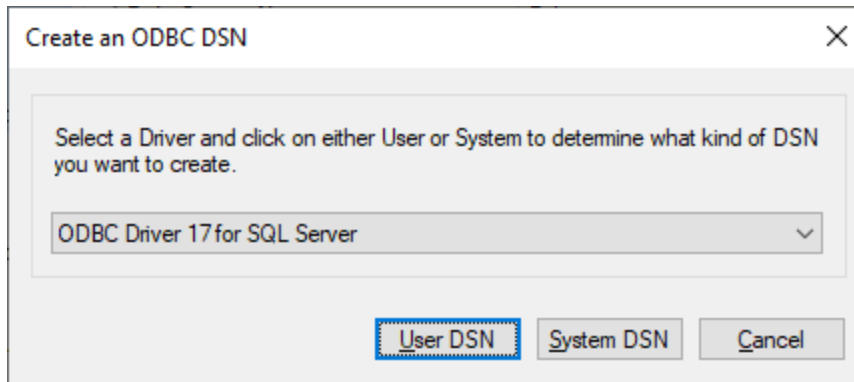 Create an ODBC DSN
Select a Driver and click on either User or System to determine what kind of DSN
you want to create.
ODBC Driver 17 for SQL Server
User DSN
System DSN
Cancel